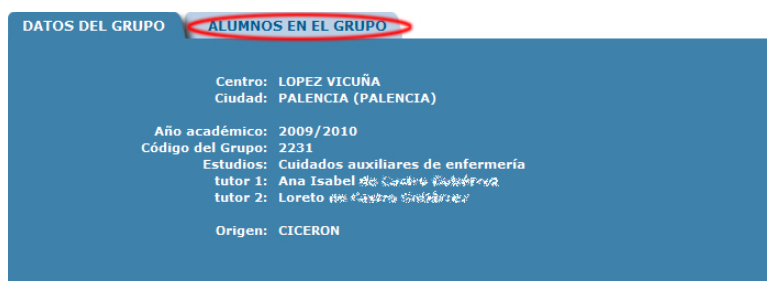 DATOS DEL GRUPO ALUMNOS EN EL GRUPO
Centro: LOPEZ VICUÑA
Ciudad: PALENCIA (PALENCIA)
Año académico: 2009/2010
Código del Grupo: 2231
Estudios: Cuidados auxiliares de enfermería
tutor 1: Ana Isabel
tutor 2: Loreto
Origen: CICERON